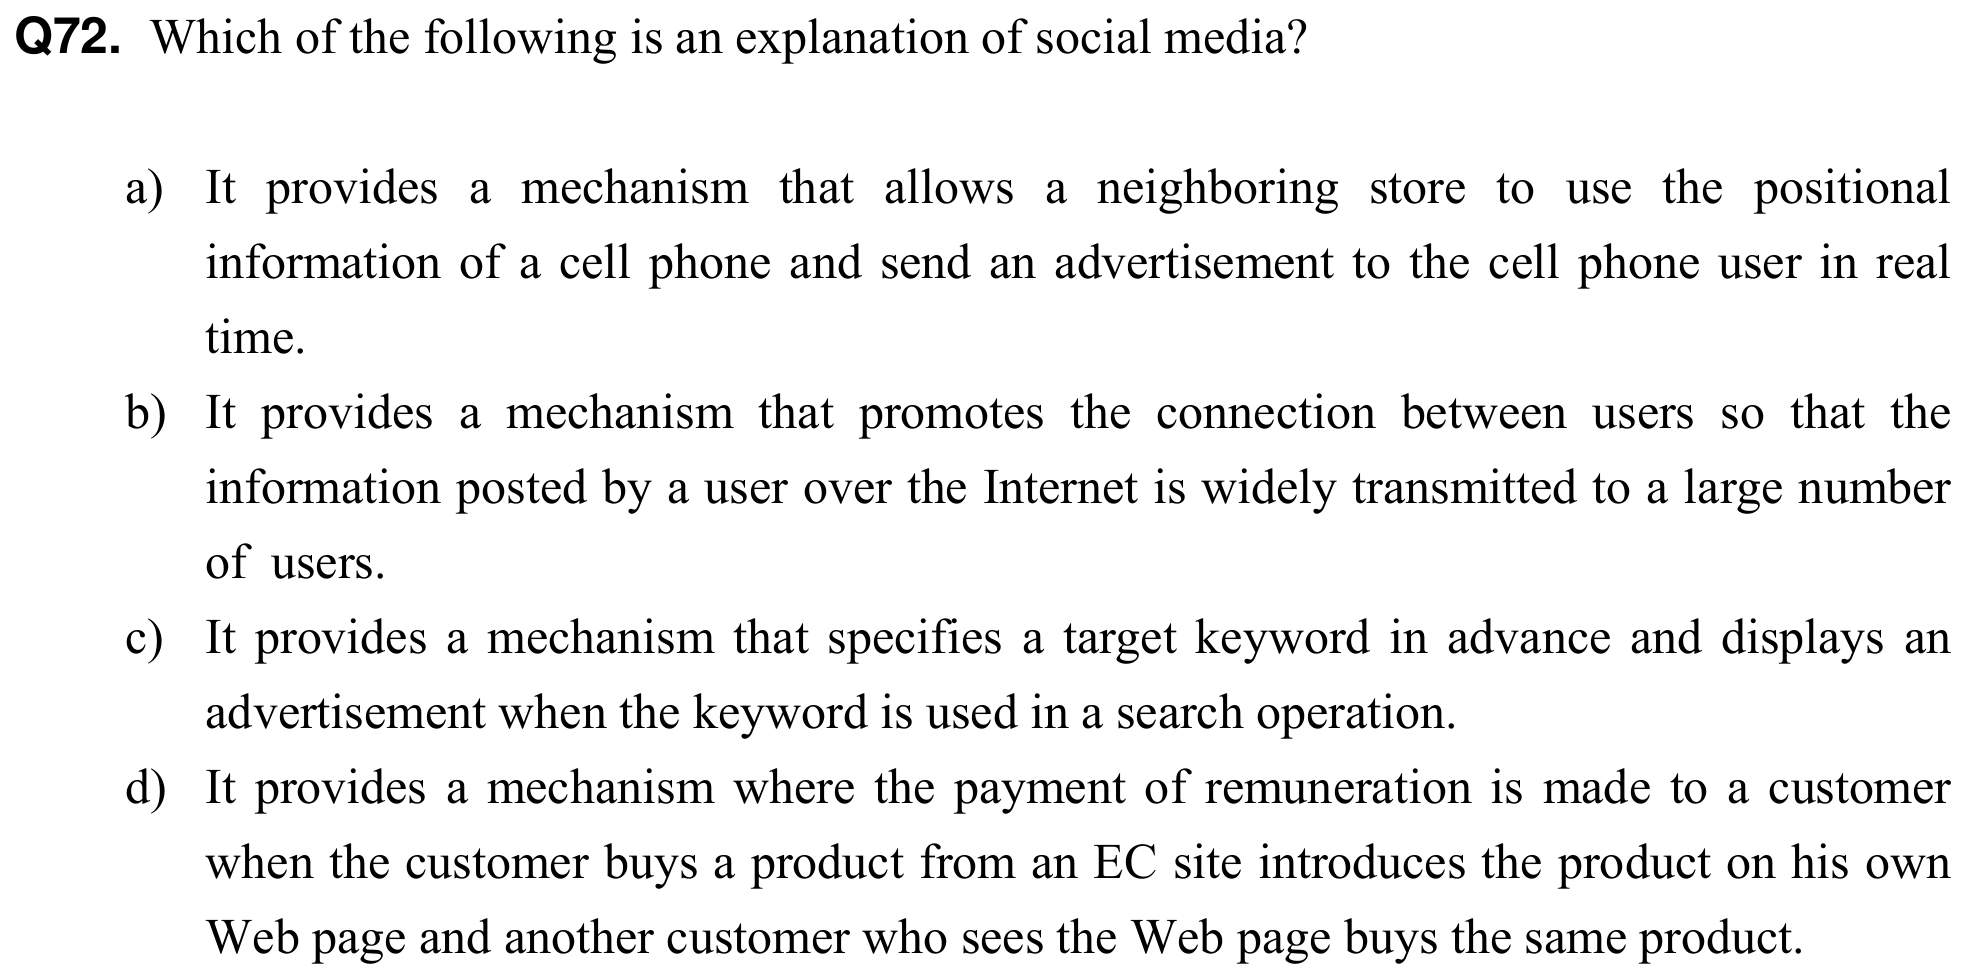 Q72. Which of the following is an explanation of social media?
a) It provides a mechanism that allows a neighboring store to use the positional
information of a cell phone and send an advertisement to the cell phone user in real
time.
b) It provides a mechanism that promotes the connection between users so that the
information posted by a user over the Internet is widely transmitted to a large number
of users.
c) It provides a mechanism that specifies a target keyword in advance and displays an
advertisement when the keyword is used in a search operation.
d) It provides a mechanism where the payment of remuneration is made to a customer
when the customer buys a product from an EC site introduces the product on his own
Web page and another customer who sees the Web page buys the same product.